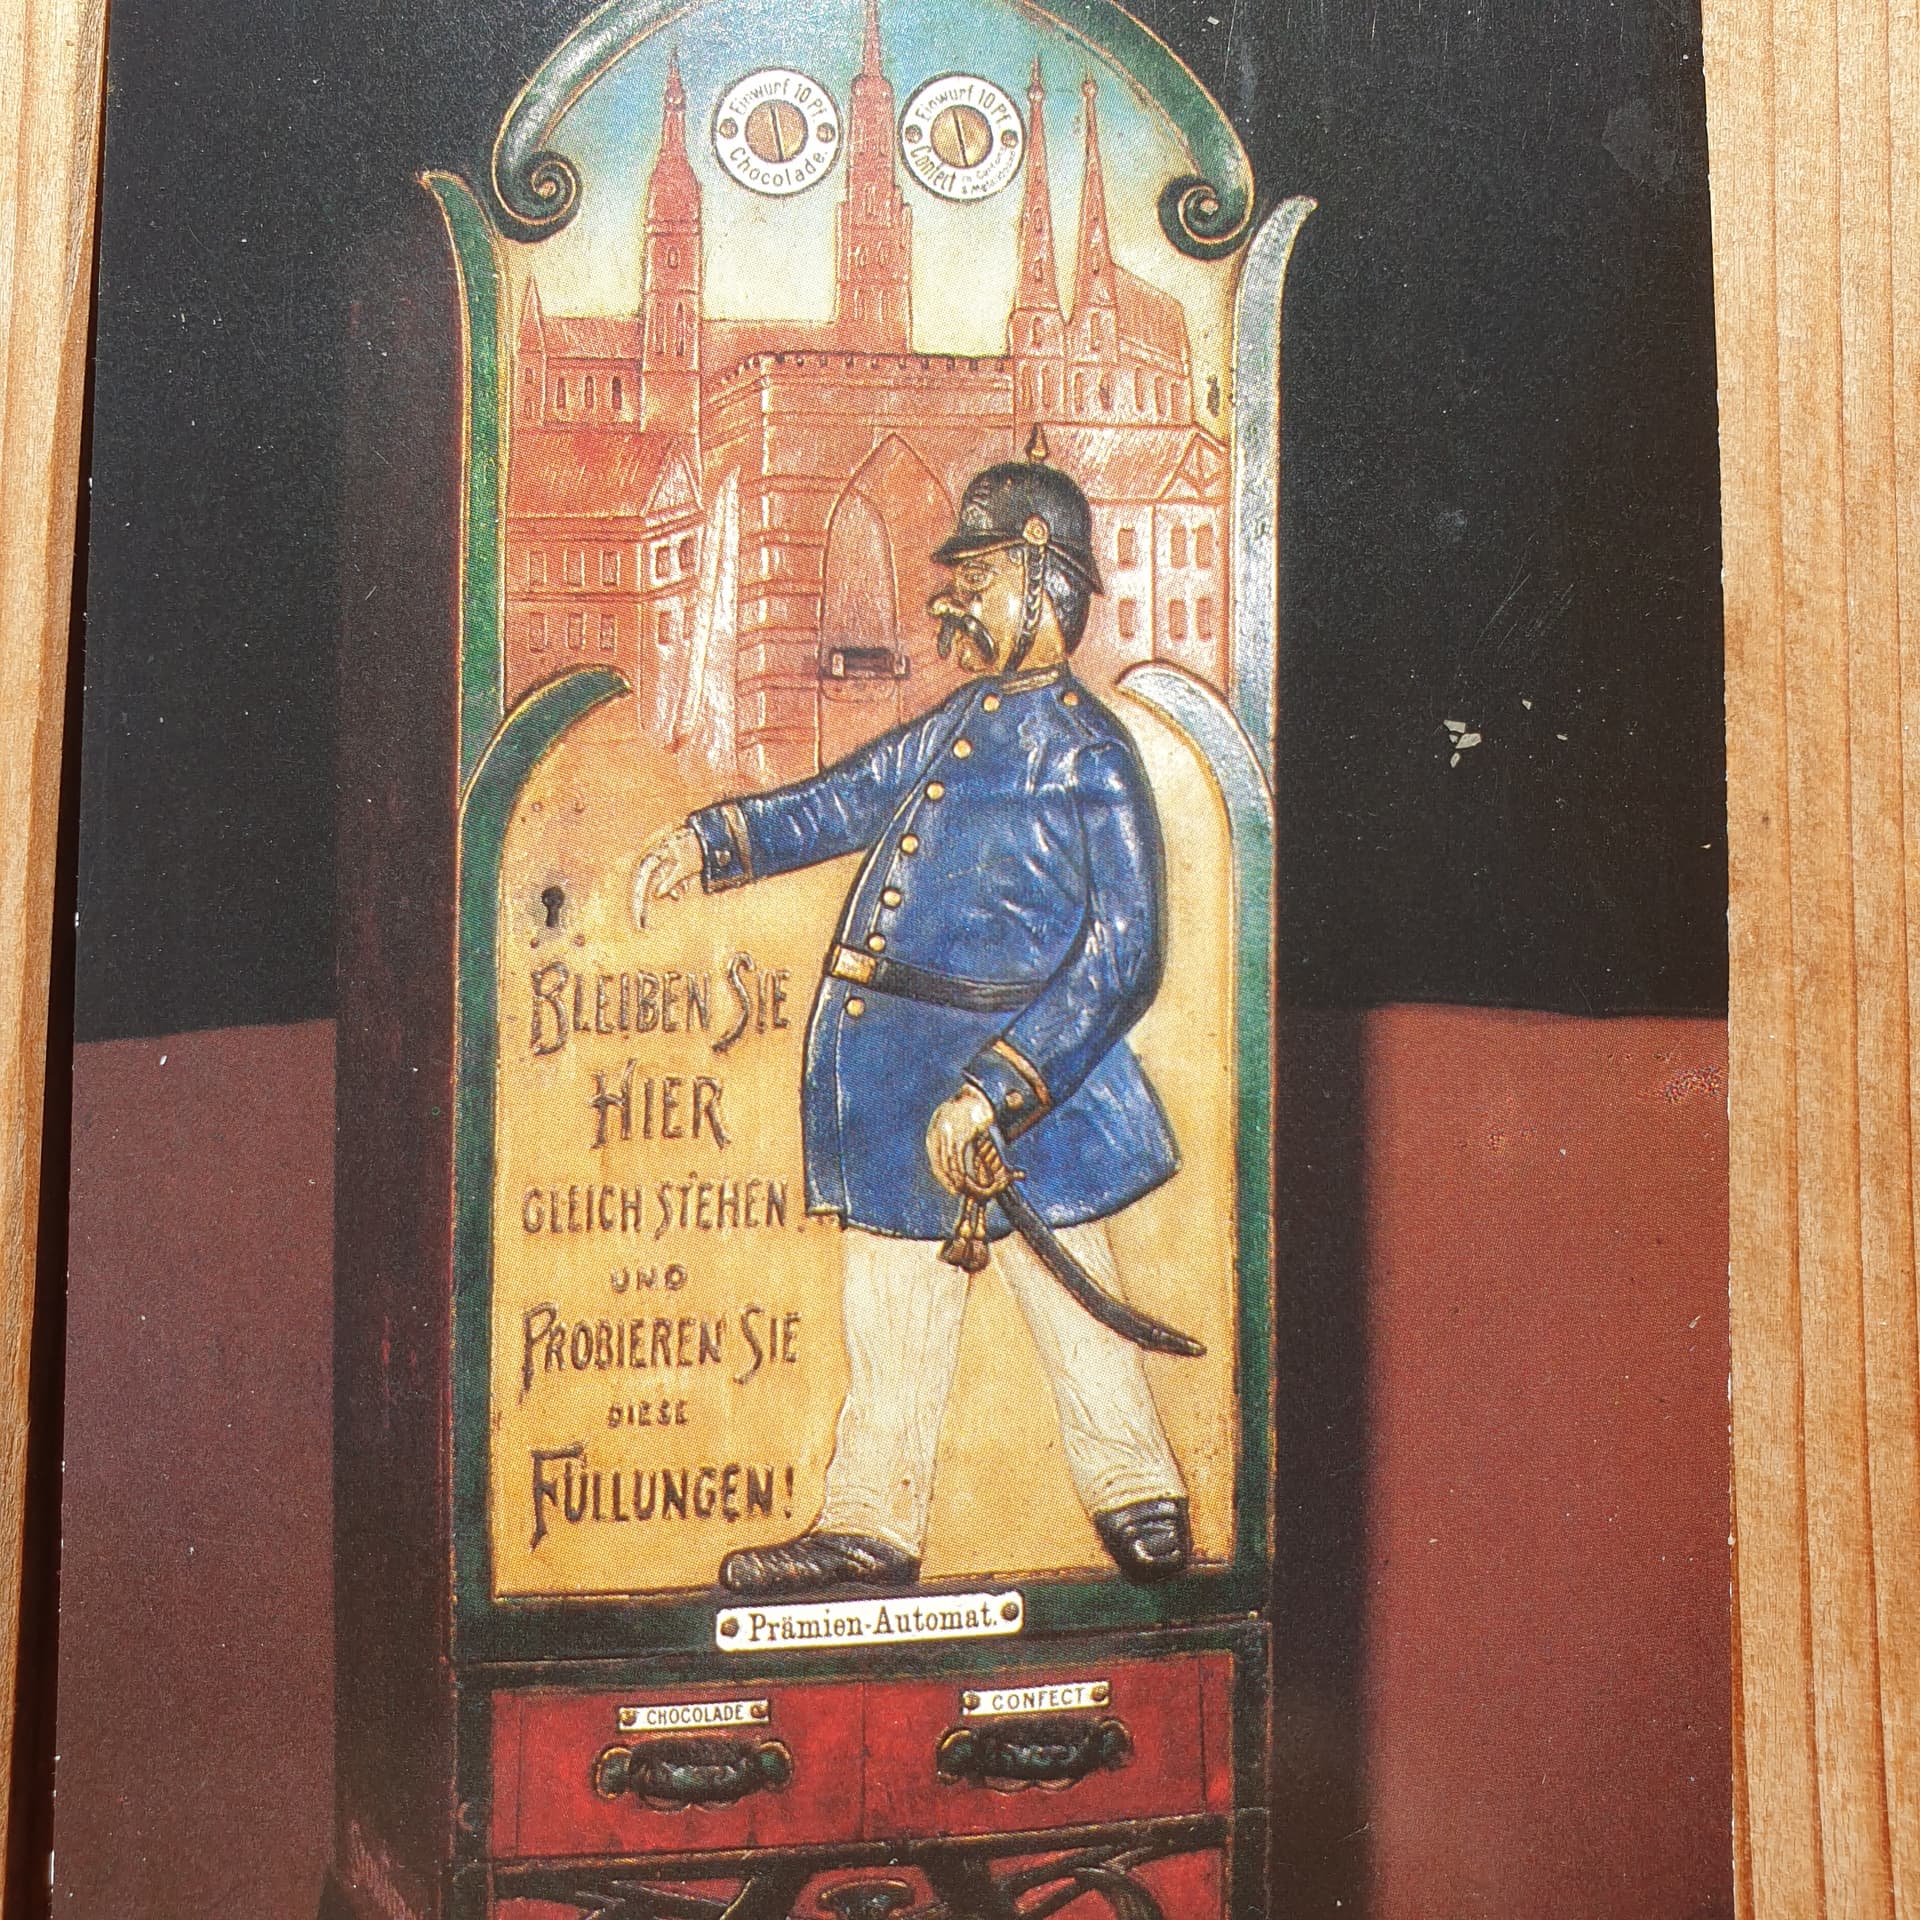 Einwurf 10 Pf.
Chocolade.
Einwurf 10 Pf.
Confect
BLEIBEN SIE
HIER
GLEICH STEHEN!
UND
PROBIEREN SIE
DIESE
FÜLLUNGEN!
Prämien-Automat.
CHOCOLADE
CONFECT